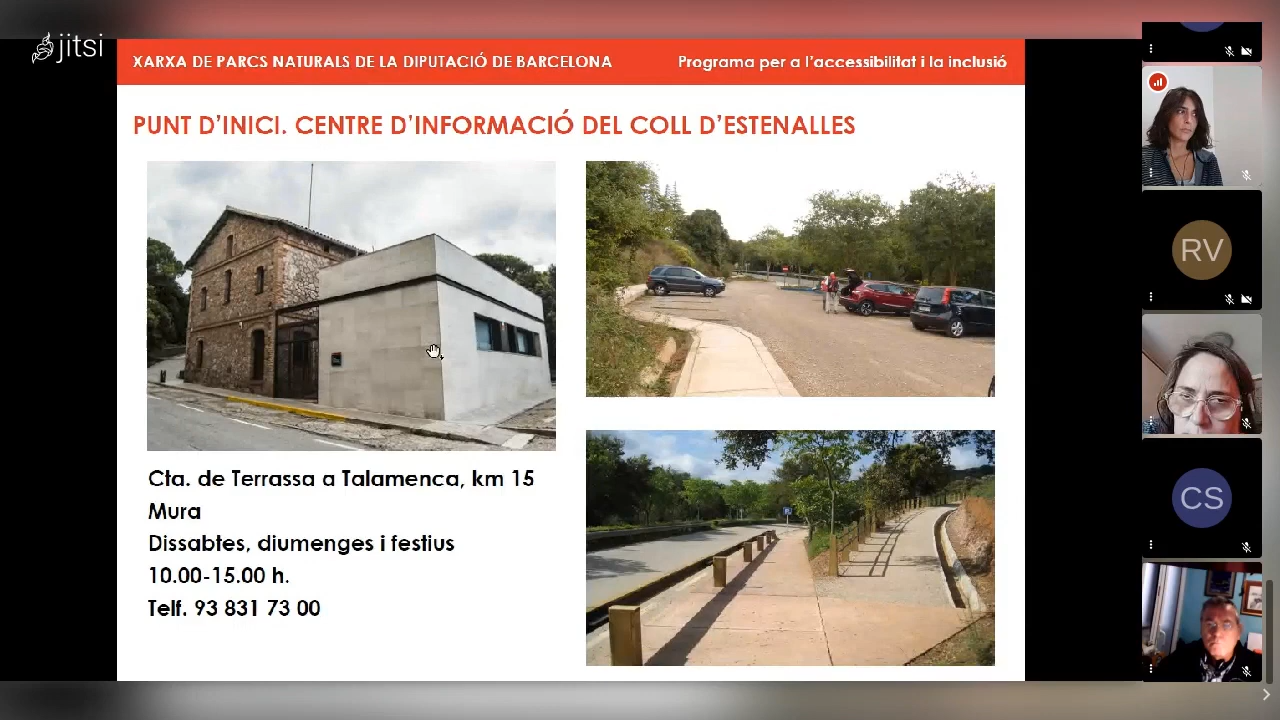 jitsi
XARXA DE PARCS NATURALS DE LA DIPUTACIÓ DE BARCELONA
Programa per a l’accessibilitat i la inclusió
PUNT D’INICI. CENTRE D’INFORMACIÓ DEL COLL D’ESTENALLES
Cta. de Terrassa a Talamenca, km 15
Mura
Dissabtes, diumenges i festius
10.00-15.00 h.
Telf. 93 831 73 00
RV
CS